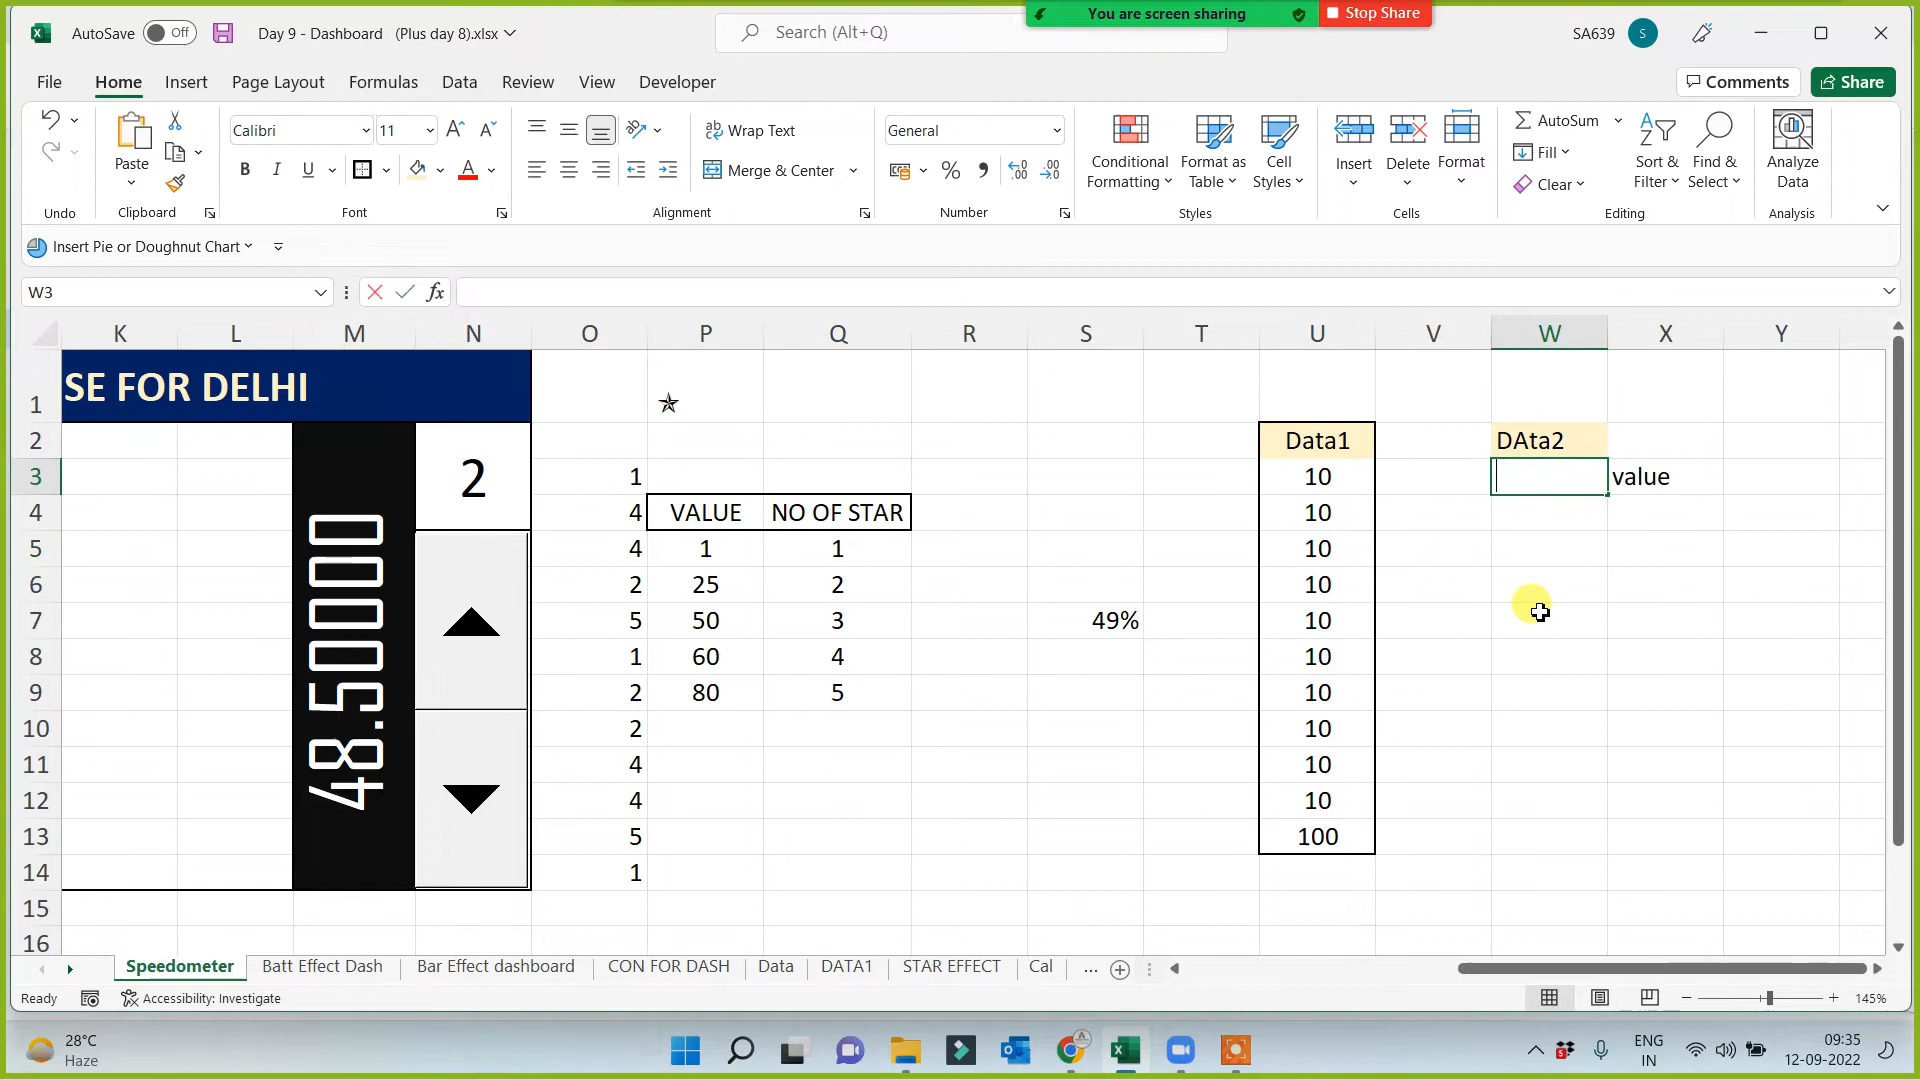 You are screen sharing
Stop Share
AutoSave Off Day 9 - Dashboard (Plus day 8).xlsx
Search (Alt+Q)
SA639 S
File Home Insert Page Layout Formulas Data Review View Developer
Comments Share
Calibri 11 Wrap Text General
Paste Merge & Center
Conditional Formatting Format as Table Cell Styles
Insert Delete Format
AutoSum Fill Clear
Sort & Filter Find & Select Analyze Data
Undo Clipboard Font Alignment Number Styles Cells Editing Analysis
Insert Pie or Doughnut Chart
W3 fx
K L M N O P Q R S T U V W X Y
1 SE FOR DELHI
2 2 Data1 DAta2
3 1 10 value
4 4 VALUE NO OF STAR 10
5 4 1 1 10
6 2 25 2 10
7 5 50 3 49% 10
8 1 60 4 10
9 2 80 5 10
10 2 10
11 4 10
12 4 10
13 5 100
14 1
15
16
48.50000
Speedometer Batt Effect Dash Bar Effect dashboard CON FOR DASH Data DATA1 STAR EFFECT Cal ...
Ready Accessibility: Investigate 145%
28°C
Haze
5
ENG
IN
09:35
12-09-2022